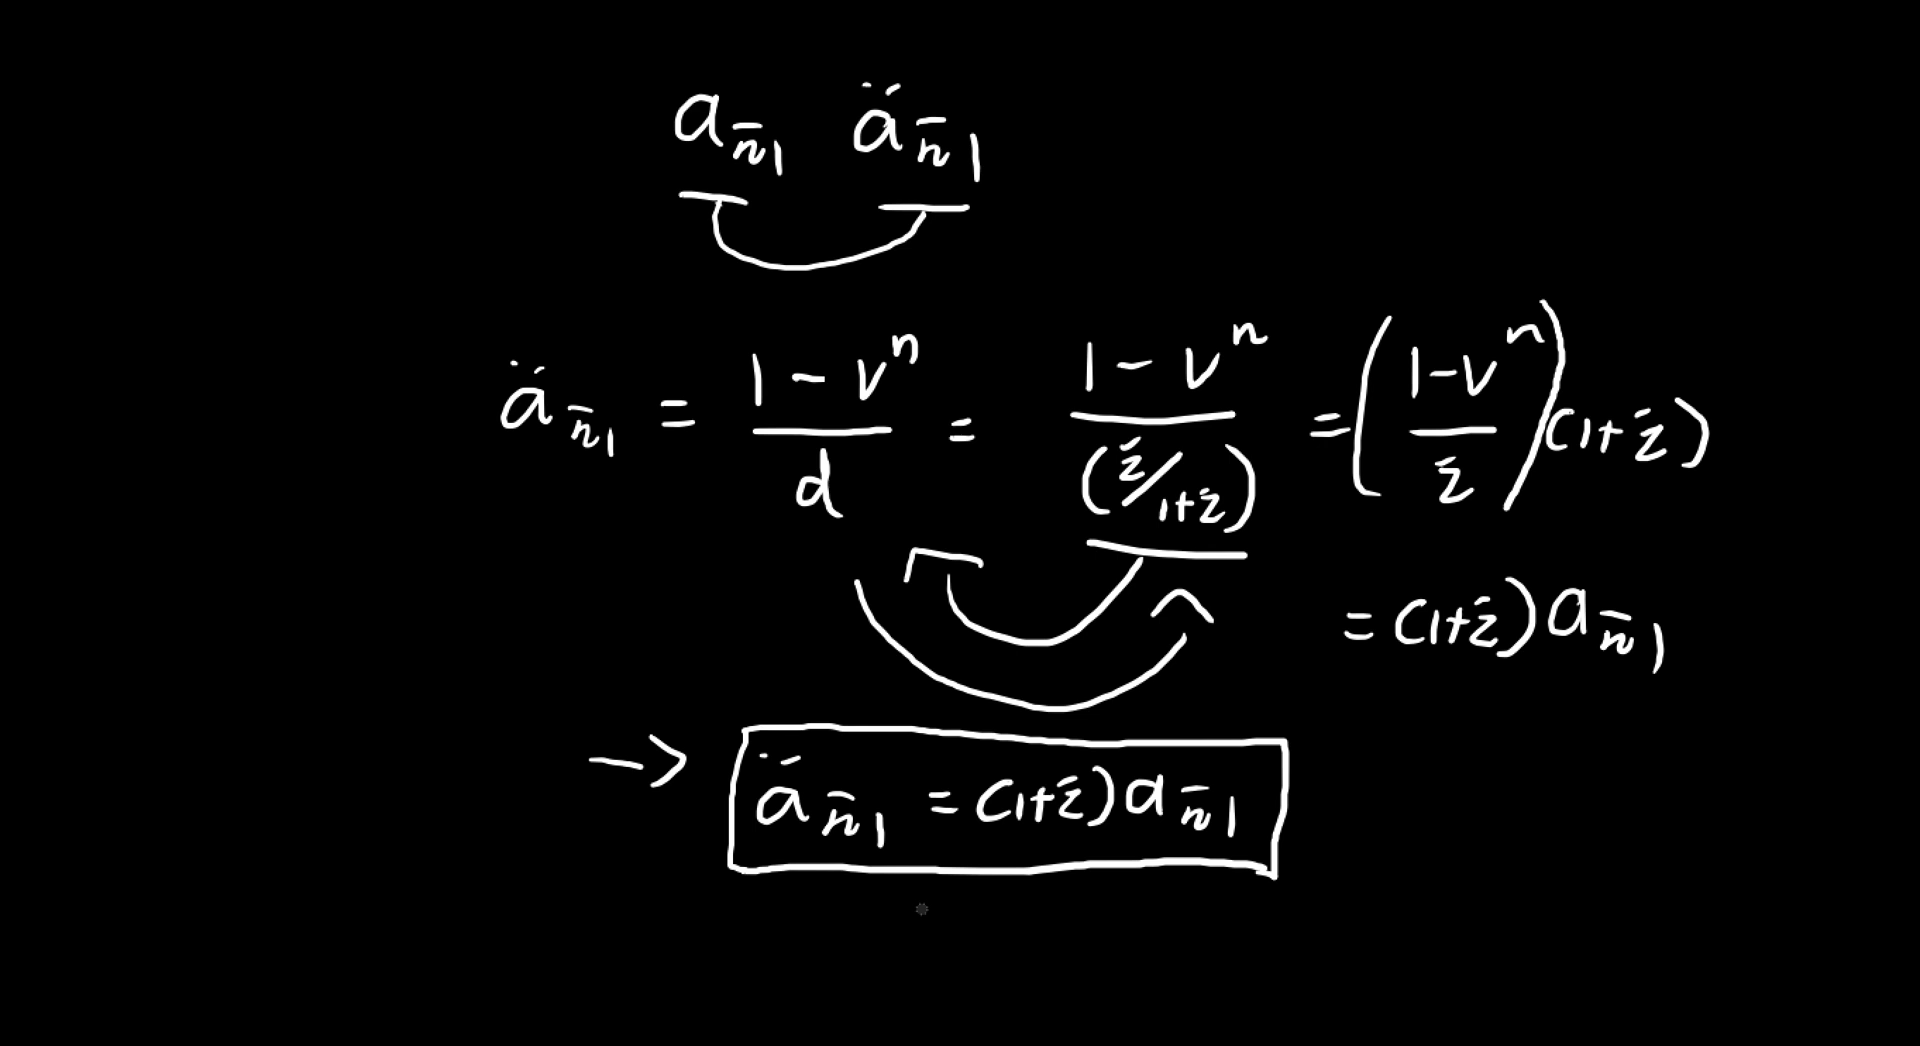 a_n̅| ä_n̅|
ä_n̅| = (1 - v^n)/d = (1 - v^n)/(i/1+i) = ((1-v^n)/i)(1+i)
= (1+i)a_n̅|
→ ä_n̅| = (1+i)a_n̅|